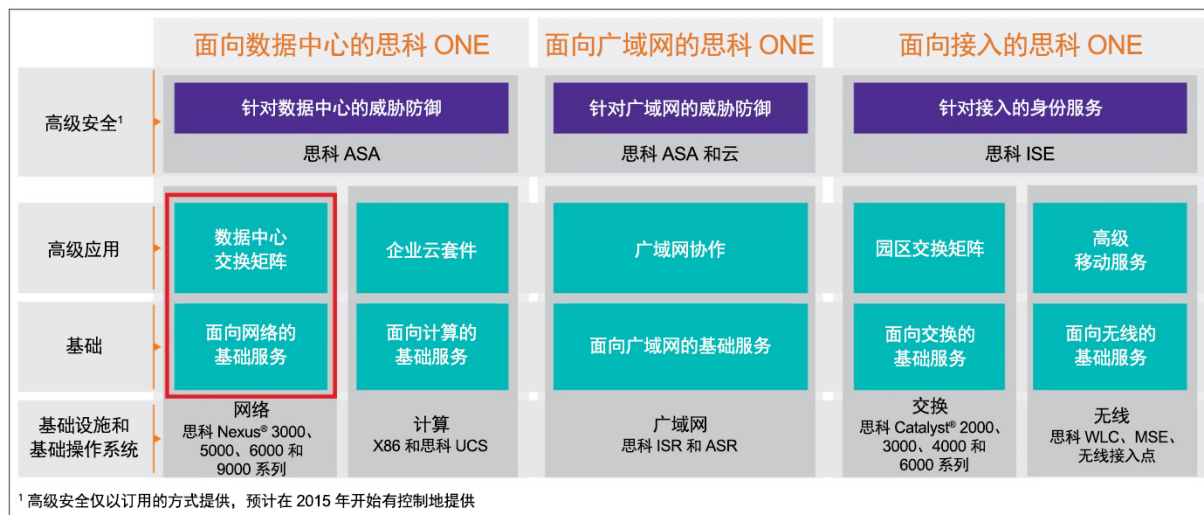 面向数据中心的思科 ONE
面向广域网的思科 ONE
面向接入的思科 ONE
高级安全¹
针对数据中心的威胁防御
思科 ASA
针对广域网的威胁防御
思科 ASA 和云
针对接入的身份服务
思科 ISE
高级应用
数据中心
交换矩阵
企业云套件
广域网协作
园区交换矩阵
高级
移动服务
基础
面向网络的
基础服务
面向计算的
基础服务
面向广域网的基础服务
面向交换的
基础服务
面向无线的
基础服务
基础设施和
基础操作系统
网络
思科 Nexus® 3000、
5000、6000 和
9000 系列
计算
X86 和思科 UCS
广域网
思科 ISR 和 ASR
交换
思科 Catalyst® 2000、
3000、4000 和
6000 系列
无线
思科 WLC、MSE、
无线接入点
¹ 高级安全仅以订用的方式提供，预计在 2015 年开始有控制地提供